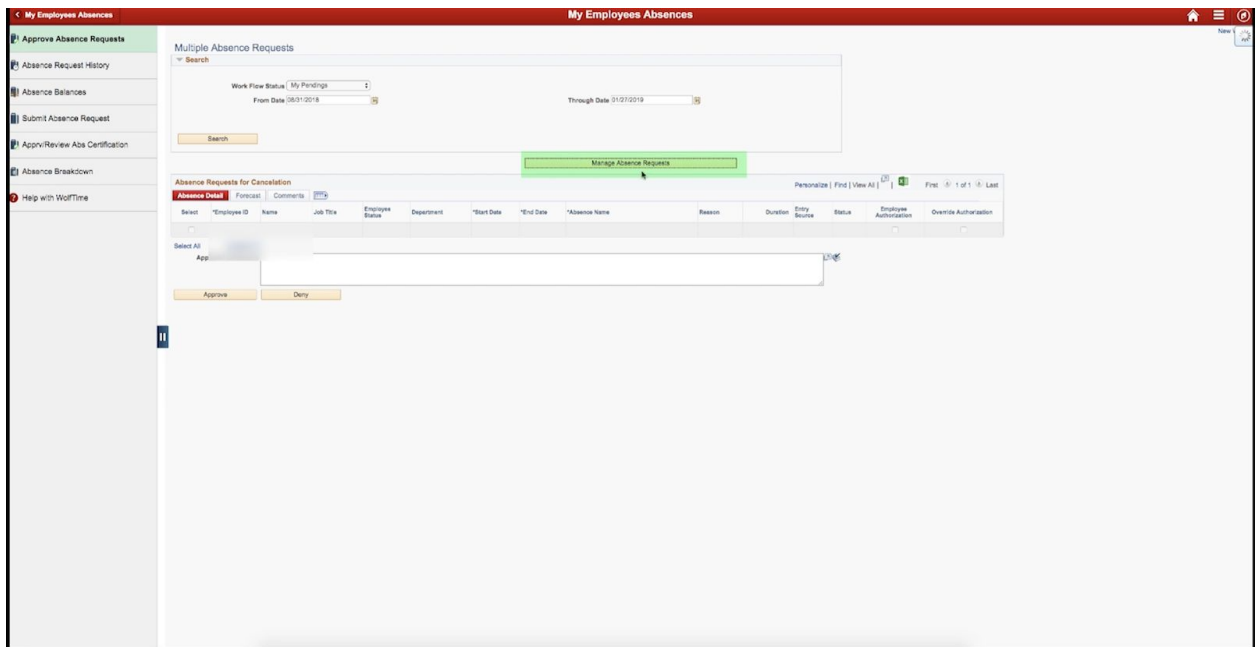 My Employees Absences
My Employees Absences
New
Approve Absence Requests
Absence Request History
Absence Balances
Submit Absence Request
Apprv/Review Abs Certification
Absence Breakdown
Help with WolfTime
Multiple Absence Requests
Search
Work Flow Status My Pendings
From Date 08/31/2018 Through Date 01/27/2019
Search
Manage Absence Requests
Absence Requests for Cancelation
Personalize | Find | View All | | First 1 of 1 Last
Absence Detail Forecast Comments
Select *Employee ID Name Job Title Employee Status Department *Start Date *End Date *Absence Name Reason Duration Entry Source Status Employee Authorization Override Authorization
Select All
App
Approve Deny